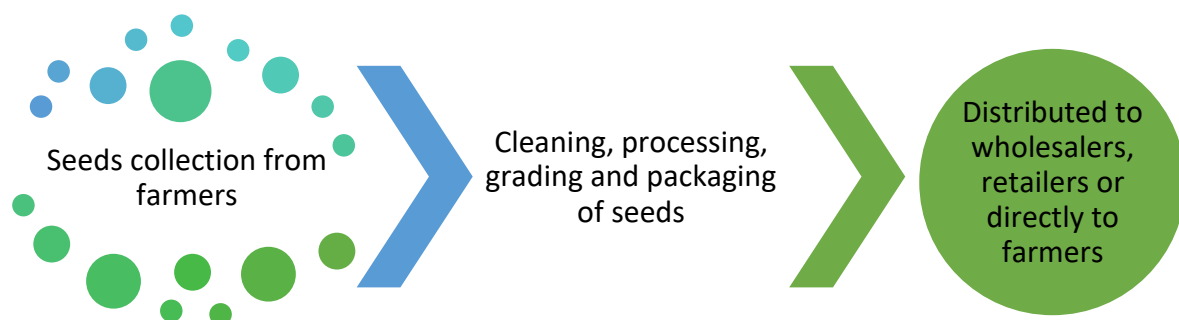 Seeds collection from
farmers
Cleaning, processing,
grading and packaging
of seeds
Distributed to
wholesalers,
retailers or
directly to
farmers